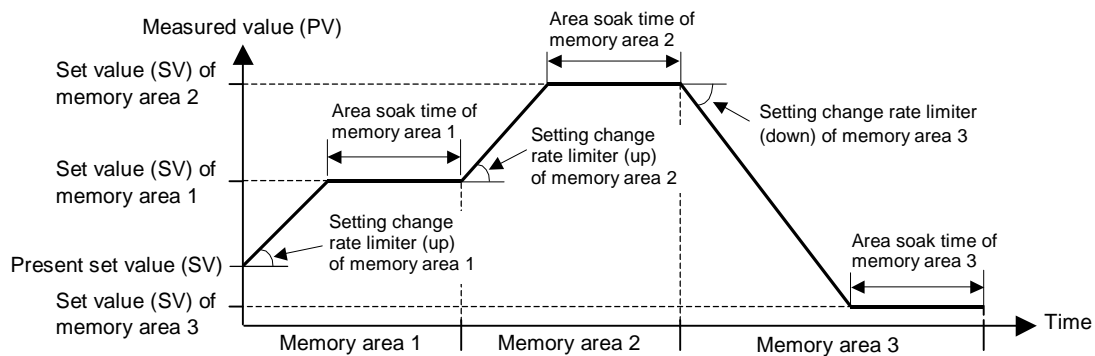 Measured value (PV)
Area soak time of
memory area 2
Set value (SV) of
memory area 2
Area soak time of
memory area 1
Setting change rate limiter
(down) of memory area 3
Setting change
rate limiter (up)
of memory area 2
Set value (SV) of
memory area 1
Setting change
rate limiter (up)
of memory area 1
Area soak time of
memory area 3
Present set value (SV)
Set value (SV) of
memory area 3
Time
Memory area 1
Memory area 2
Memory area 3